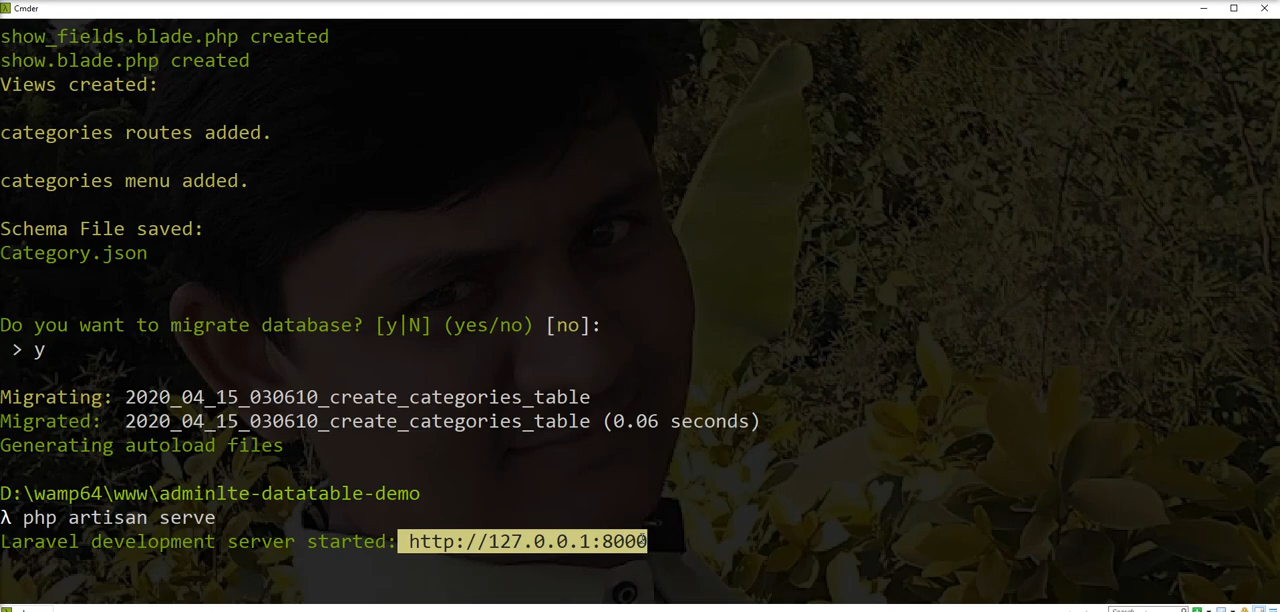 Cmder
show_fields.blade.php created
show.blade.php created
Views created:
categories routes added.
categories menu added.
Schema File saved:
Category.json
Do you want to migrate database? [y|N] (yes/no) [no]:
> y
Migrating: 2020_04_15_030610_create_categories_table
Migrated:  2020_04_15_030610_create_categories_table (0.06 seconds)
Generating autoload files
D:\wamp64\www\adminlte-datatable-demo
λ php artisan serve
Laravel development server started: http://127.0.0.1:8000